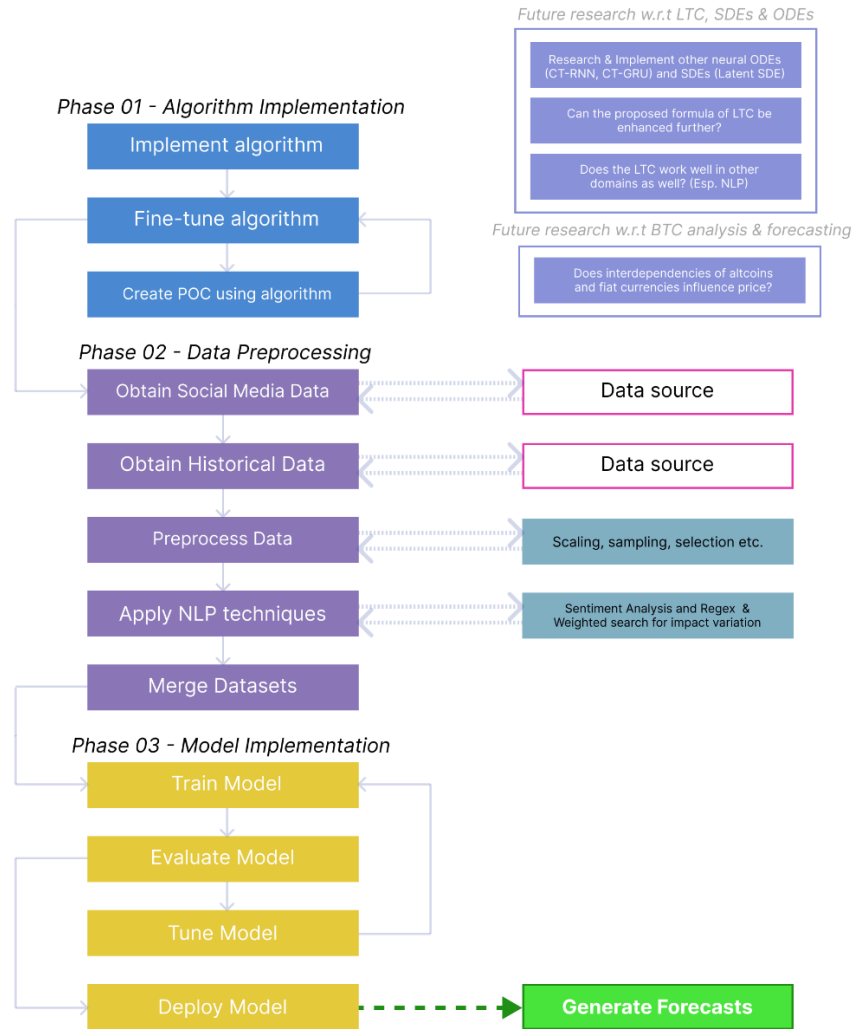 Future research w.r.t LTC, SDEs & ODEs
Research & Implement other neural ODEs
(CT-RNN, CT-GRU) and SDEs (Latent SDE)
Can the proposed formula of LTC be
enhanced further?
Does the LTC work well in other
domains as well? (Esp. NLP)
Future research w.r.t BTC analysis & forecasting
Does interdependencies of altcoins
and fiat currencies influence price?
Phase 01 - Algorithm Implementation
Implement algorithm
Fine-tune algorithm
Create POC using algorithm
Phase 02 - Data Preprocessing
Obtain Social Media Data
Data source
Obtain Historical Data
Data source
Preprocess Data
Scaling, sampling, selection etc.
Apply NLP techniques
Sentiment Analysis and Regex &
Weighted search for impact variation
Merge Datasets
Phase 03 - Model Implementation
Train Model
Evaluate Model
Tune Model
Deploy Model
Generate Forecasts